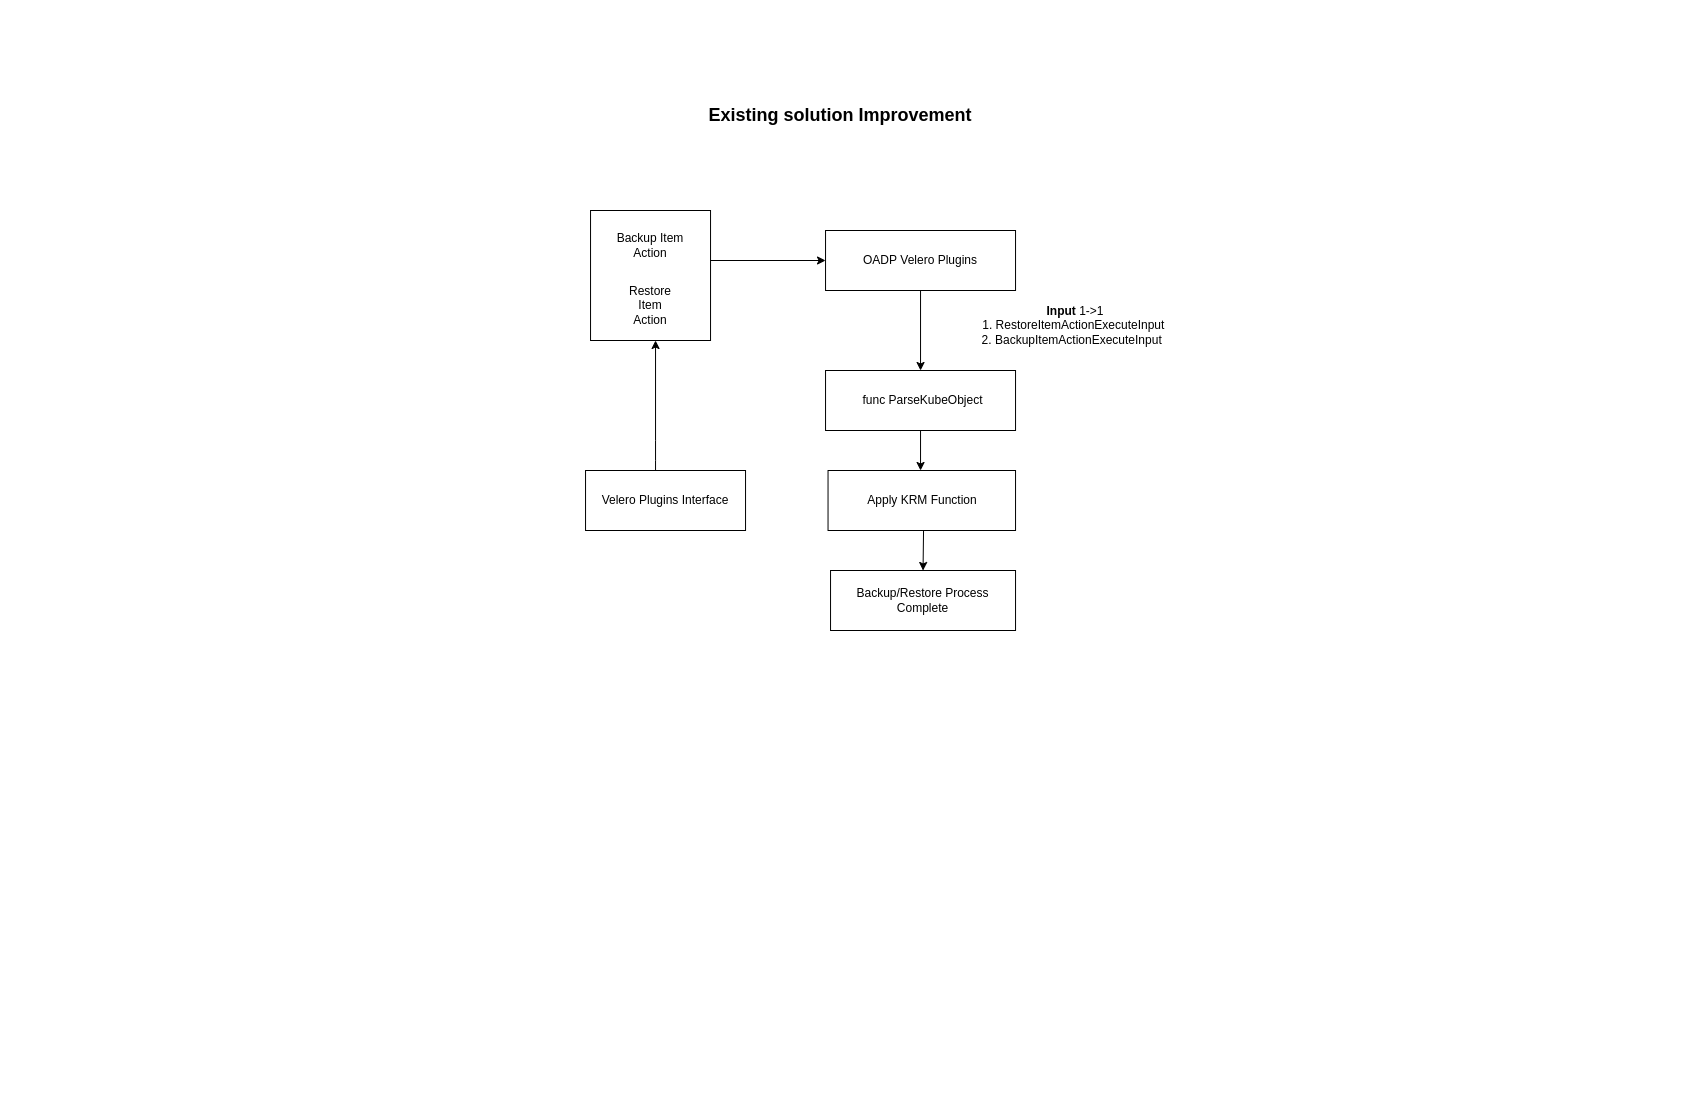 Existing solution Improvement
Backup Item
Action
Restore
Item
Action
OADP Velero Plugins
Input 1->1
1. RestoreItemActionExecuteInput
2. BackupItemActionExecuteInput
func ParseKubeObject
Velero Plugins Interface
Apply KRM Function
Backup/Restore Process
Complete